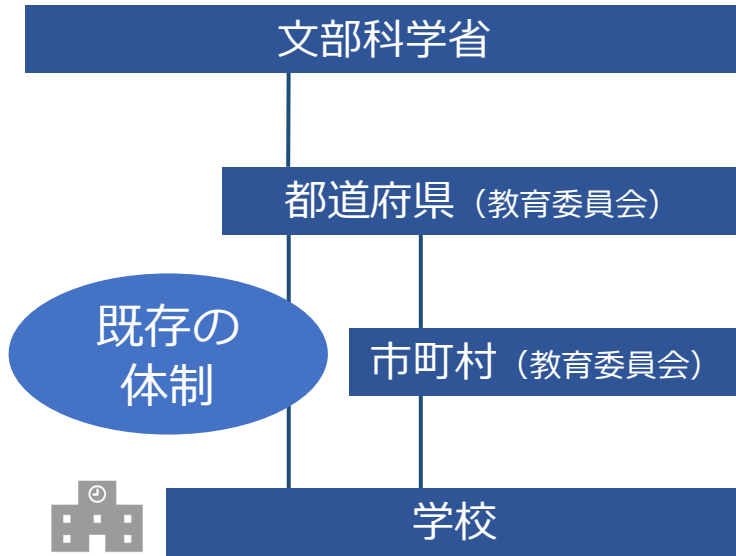 文部科学省
都道府県（教育委員会）
既存の
体制
市町村（教育委員会）
学校